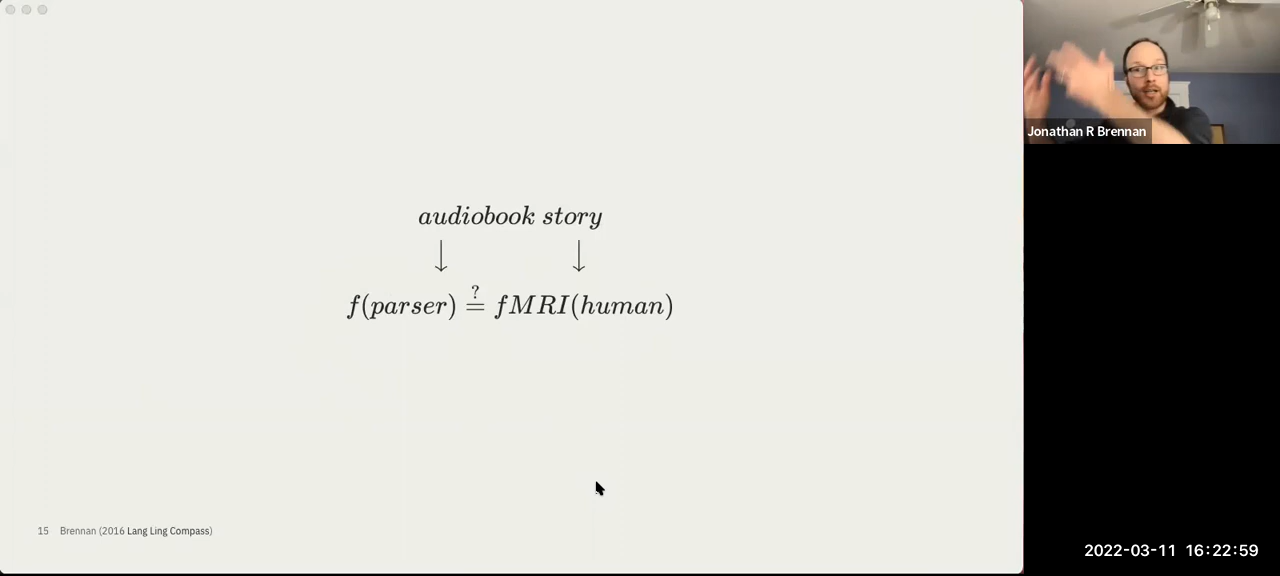 audiobook story
↓ ↓
f(parser) ≟ fMRI(human)
15 Brennan (2016 Lang Ling Compass)
Jonathan R Brennan
2022-03-11 16:22:59